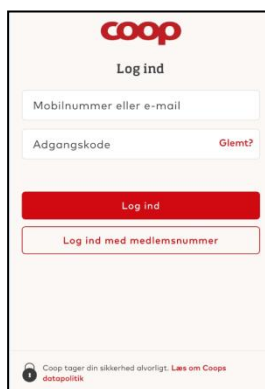 coop
Log ind
Mobilnummer eller e-mail
Adgangskode Glemt?
Log ind
Log ind med medlemsnummer
Coop tager din sikkerhed alvorligt. Læs om Coops
datapolitik